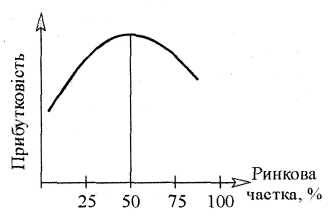 Прибутковість
25 50 75 100
Ринкова
частка, %